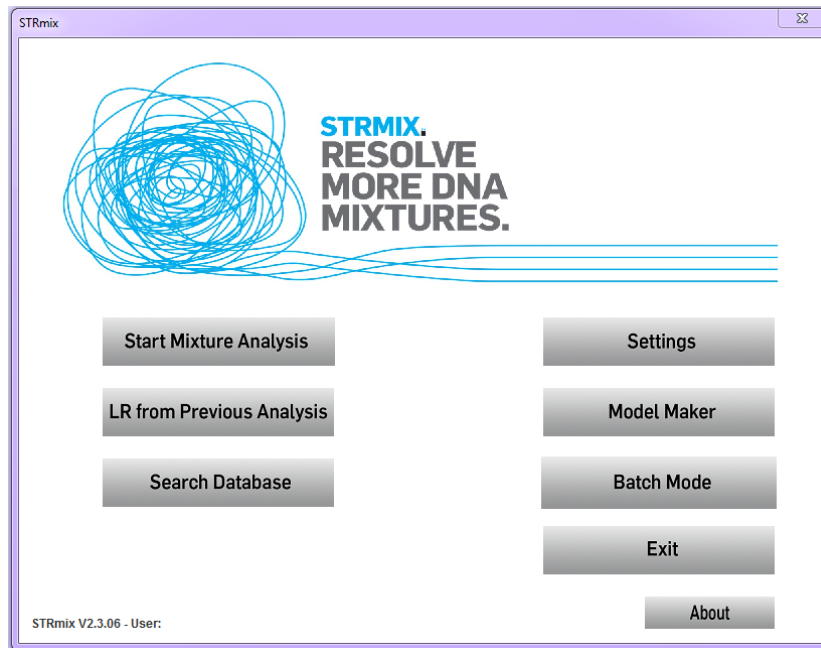 STRmix
STRMIX.
RESOLVE
MORE DNA
MIXTURES.
Start Mixture Analysis
Settings
LR from Previous Analysis
Model Maker
Search Database
Batch Mode
Exit
About
STRmix V2.3.06 - User: